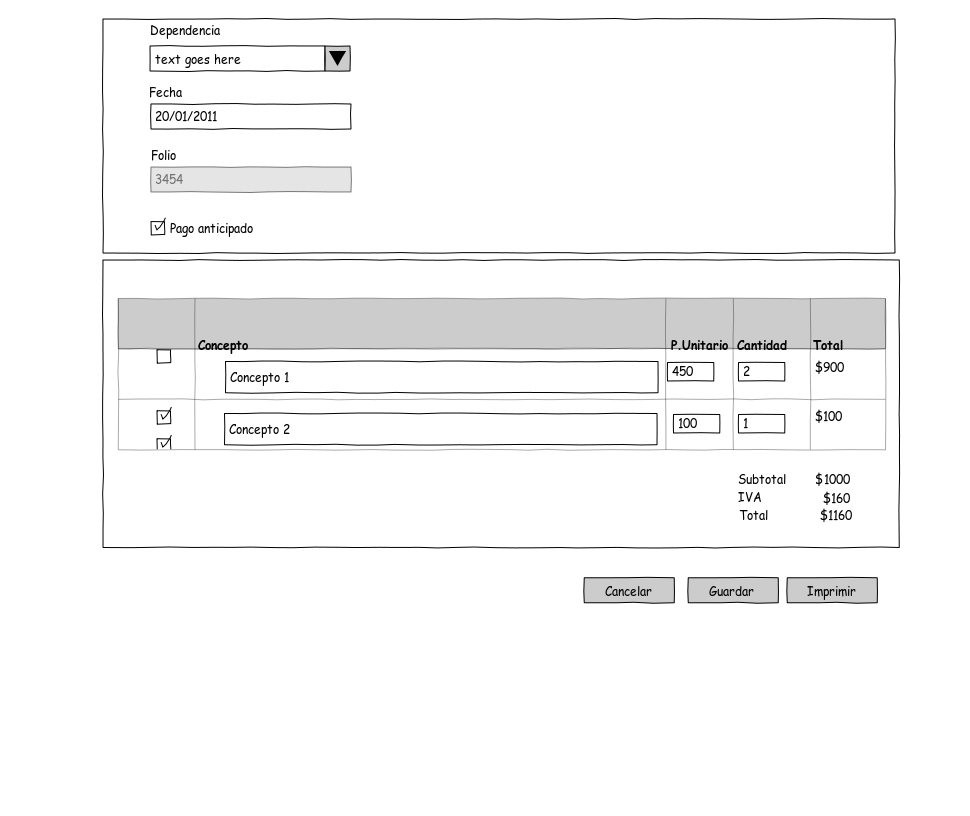 Dependencia
text goes here
Fecha
20/01/2011
Folio
3454
Pago anticipado
Concepto P.Unitario Cantidad Total
Concepto 1 450 2 $900
Concepto 2 100 1 $100
Subtotal $1000
IVA $160
Total $1160
Cancelar Guardar Imprimir